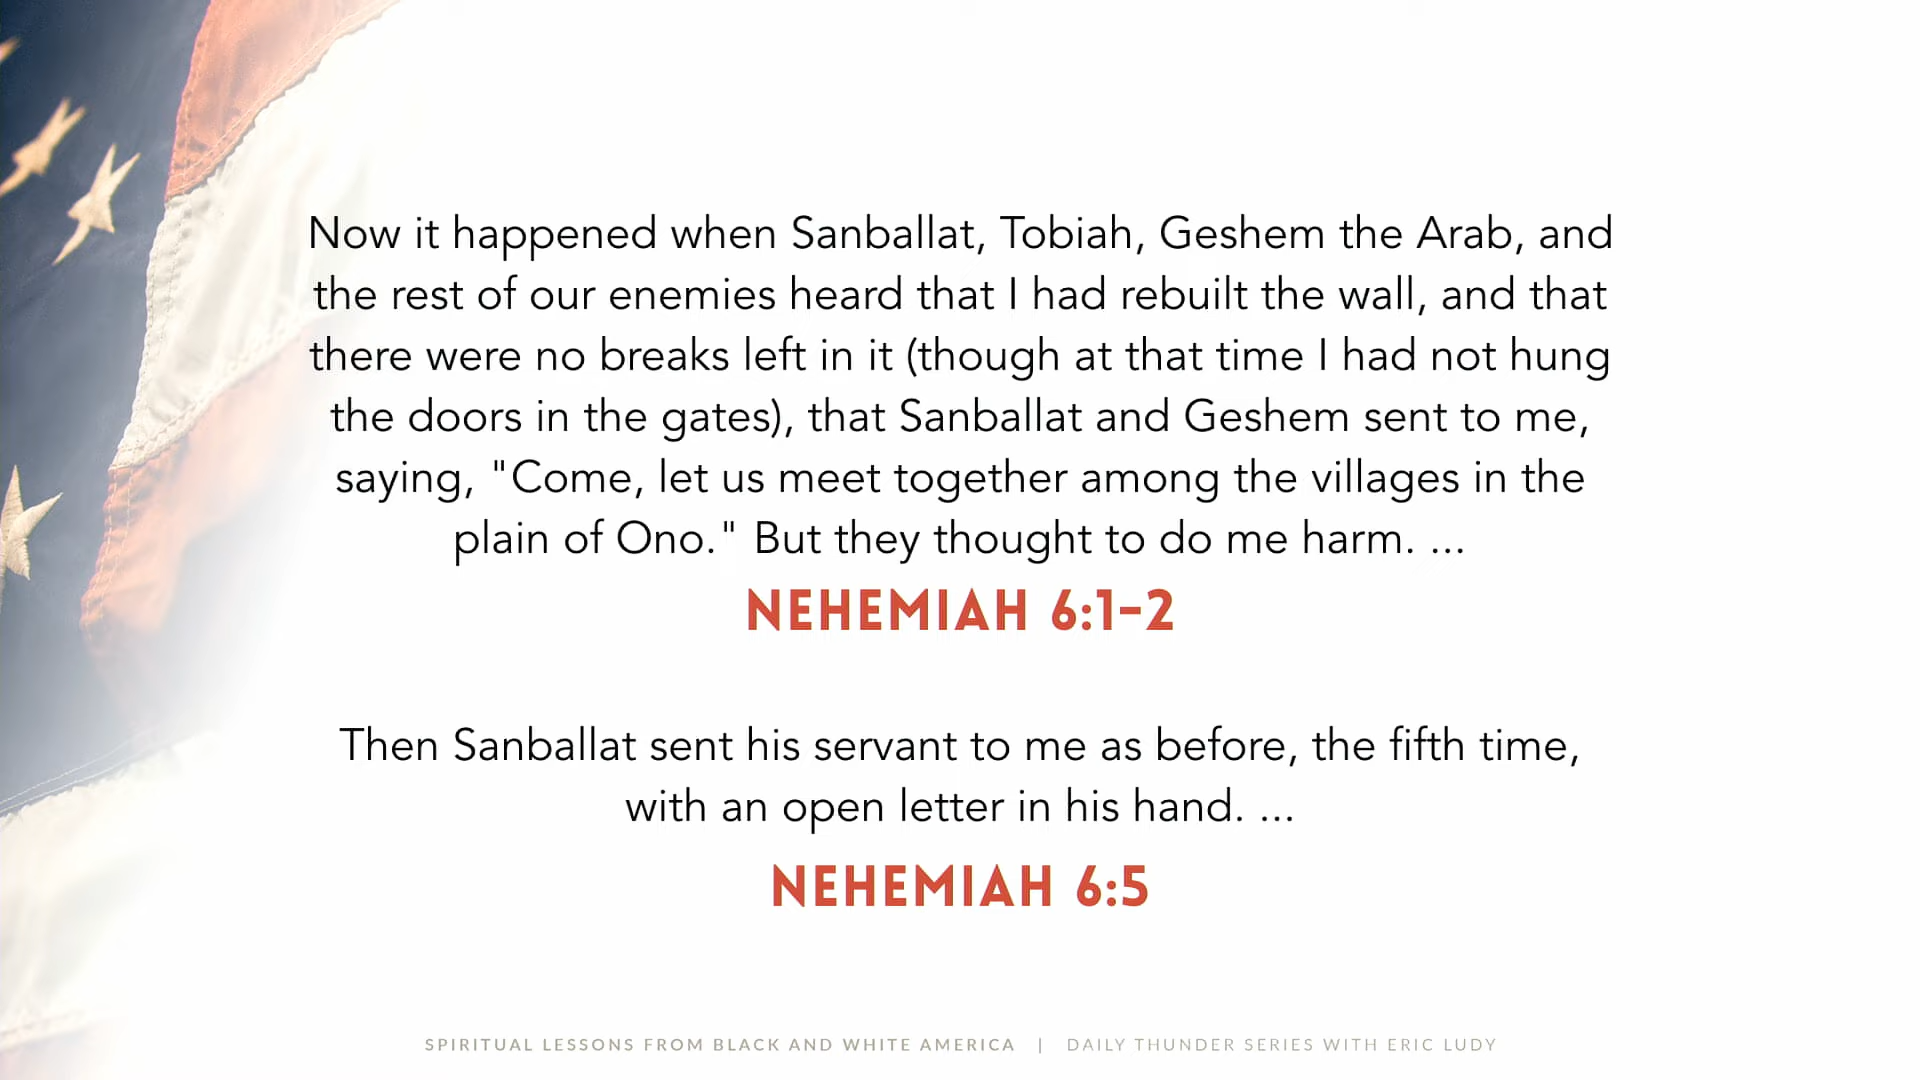 Now it happened when Sanballat, Tobiah, Geshem the Arab, and
the rest of our enemies heard that I had rebuilt the wall, and that
there were no breaks left in it (though at that time I had not hung
the doors in the gates), that Sanballat and Geshem sent to me,
saying, "Come, let us meet together among the villages in the
plain of Ono." But they thought to do me harm. ...
NEHEMIAH 6:1-2
Then Sanballat sent his servant to me as before, the fifth time,
with an open letter in his hand. ...
NEHEMIAH 6:5
SPIRITUAL LESSONS FROM BLACK AND WHITE AMERICA | DAILY THUNDER SERIES WITH ERIC LUDY